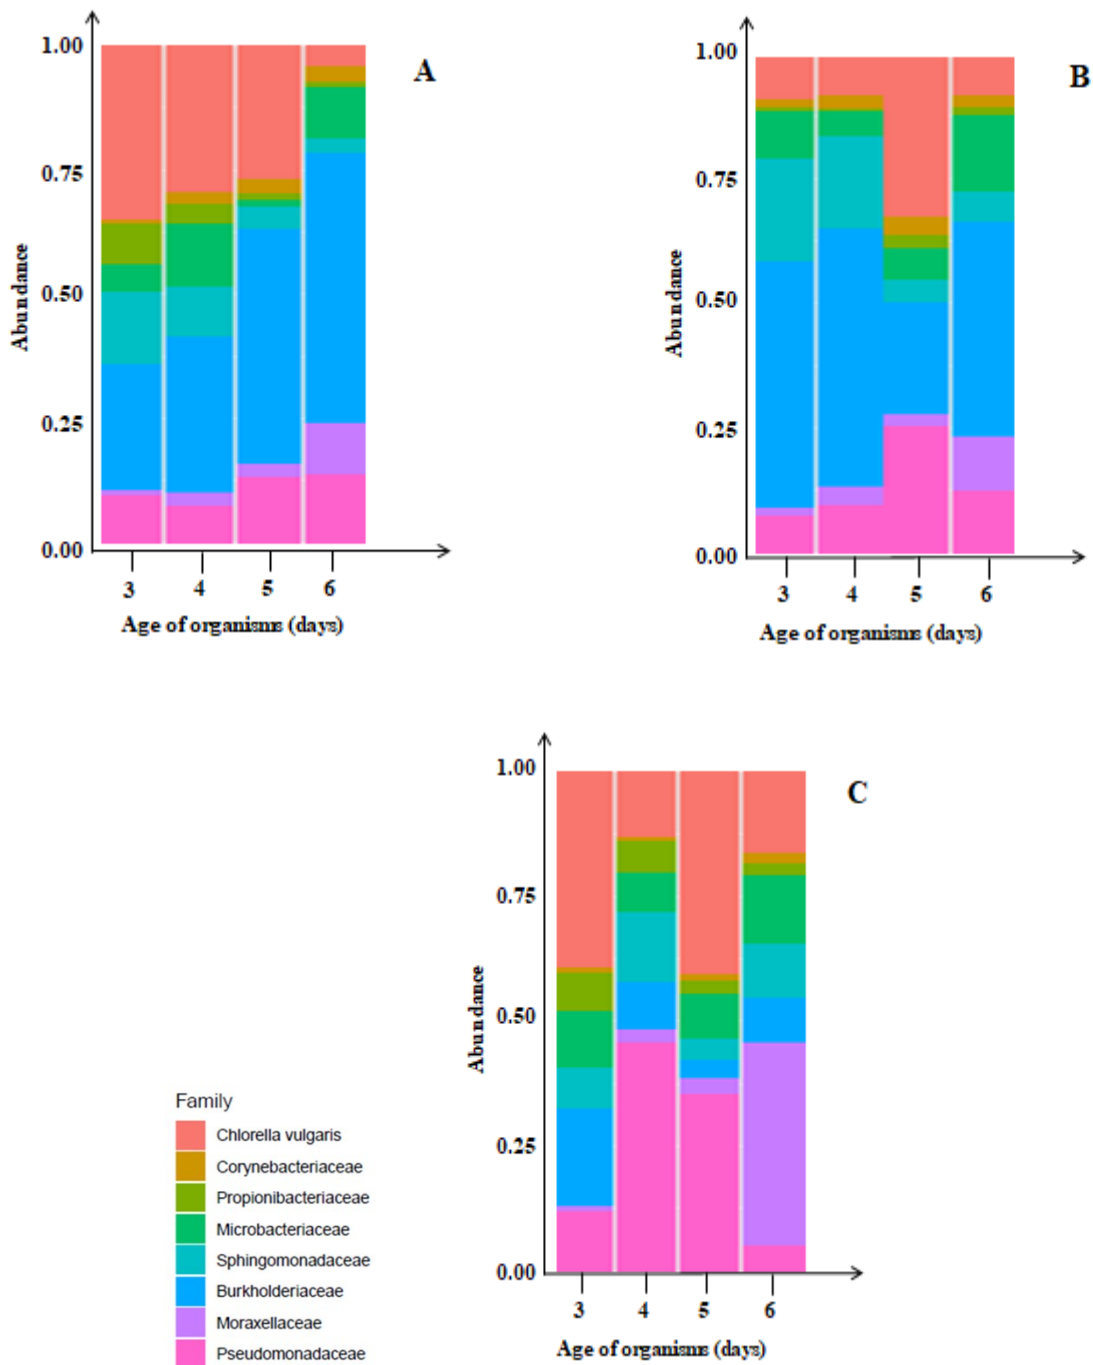 1.00
A
0.75
0.50
0.25
0.00
Abundance
3 4 5 6
Age of organisms (days)
1.00
B
0.75
0.50
0.25
0.00
Abundance
3 4 5 6
Age of organisms (days)
1.00
C
0.75
0.50
0.25
0.00
Abundance
3 4 5 6
Age of organisms (days)
Family
Chlorella vulgaris
Corynebacteriaceae
Propionibacteriaceae
Microbacteriaceae
Sphingomonadaceae
Burkholderiaceae
Moraxellaceae
Pseudomonadaceae